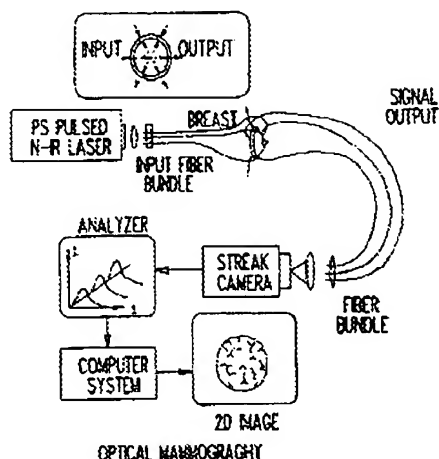 INPUT OUTPUT
PS PULSED
N-IR LASER
BREAST
INPUT FIBER
BUNDLE
SIGNAL
OUTPUT
ANALYZER
STREAK
CAMERA
FIBER
BUNDLE
COMPUTER
SYSTEM
2D IMAGE
OPTICAL MAMMOGRAGHY